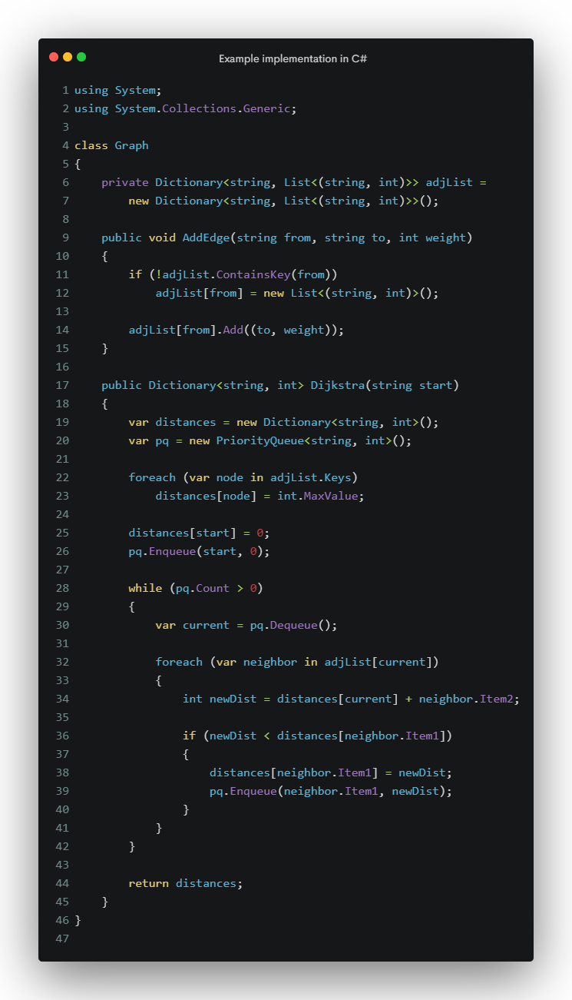 Example implementation in C#
1 using System;
2 using System.Collections.Generic;
3
4 class Graph
5 {
6     private Dictionary<string, List<(string, int)>> adjList =
7         new Dictionary<string, List<(string, int)>>();
8
9     public void AddEdge(string from, string to, int weight)
10     {
11         if (!adjList.ContainsKey(from))
12             adjList[from] = new List<(string, int)>();
13
14         adjList[from].Add((to, weight));
15     }
16
17     public Dictionary<string, int> Dijkstra(string start)
18     {
19         var distances = new Dictionary<string, int>();
20         var pq = new PriorityQueue<string, int>();
21
22         foreach (var node in adjList.Keys)
23             distances[node] = int.MaxValue;
24
25         distances[start] = 0;
26         pq.Enqueue(start, 0);
27
28         while (pq.Count > 0)
29         {
30             var current = pq.Dequeue();
31
32             foreach (var neighbor in adjList[current])
33             {
34                 int newDist = distances[current] + neighbor.Item2;
35
36                 if (newDist < distances[neighbor.Item1])
37                 {
38                     distances[neighbor.Item1] = newDist;
39                     pq.Enqueue(neighbor.Item1, newDist);
40                 }
41             }
42         }
43
44         return distances;
45     }
46 }
47